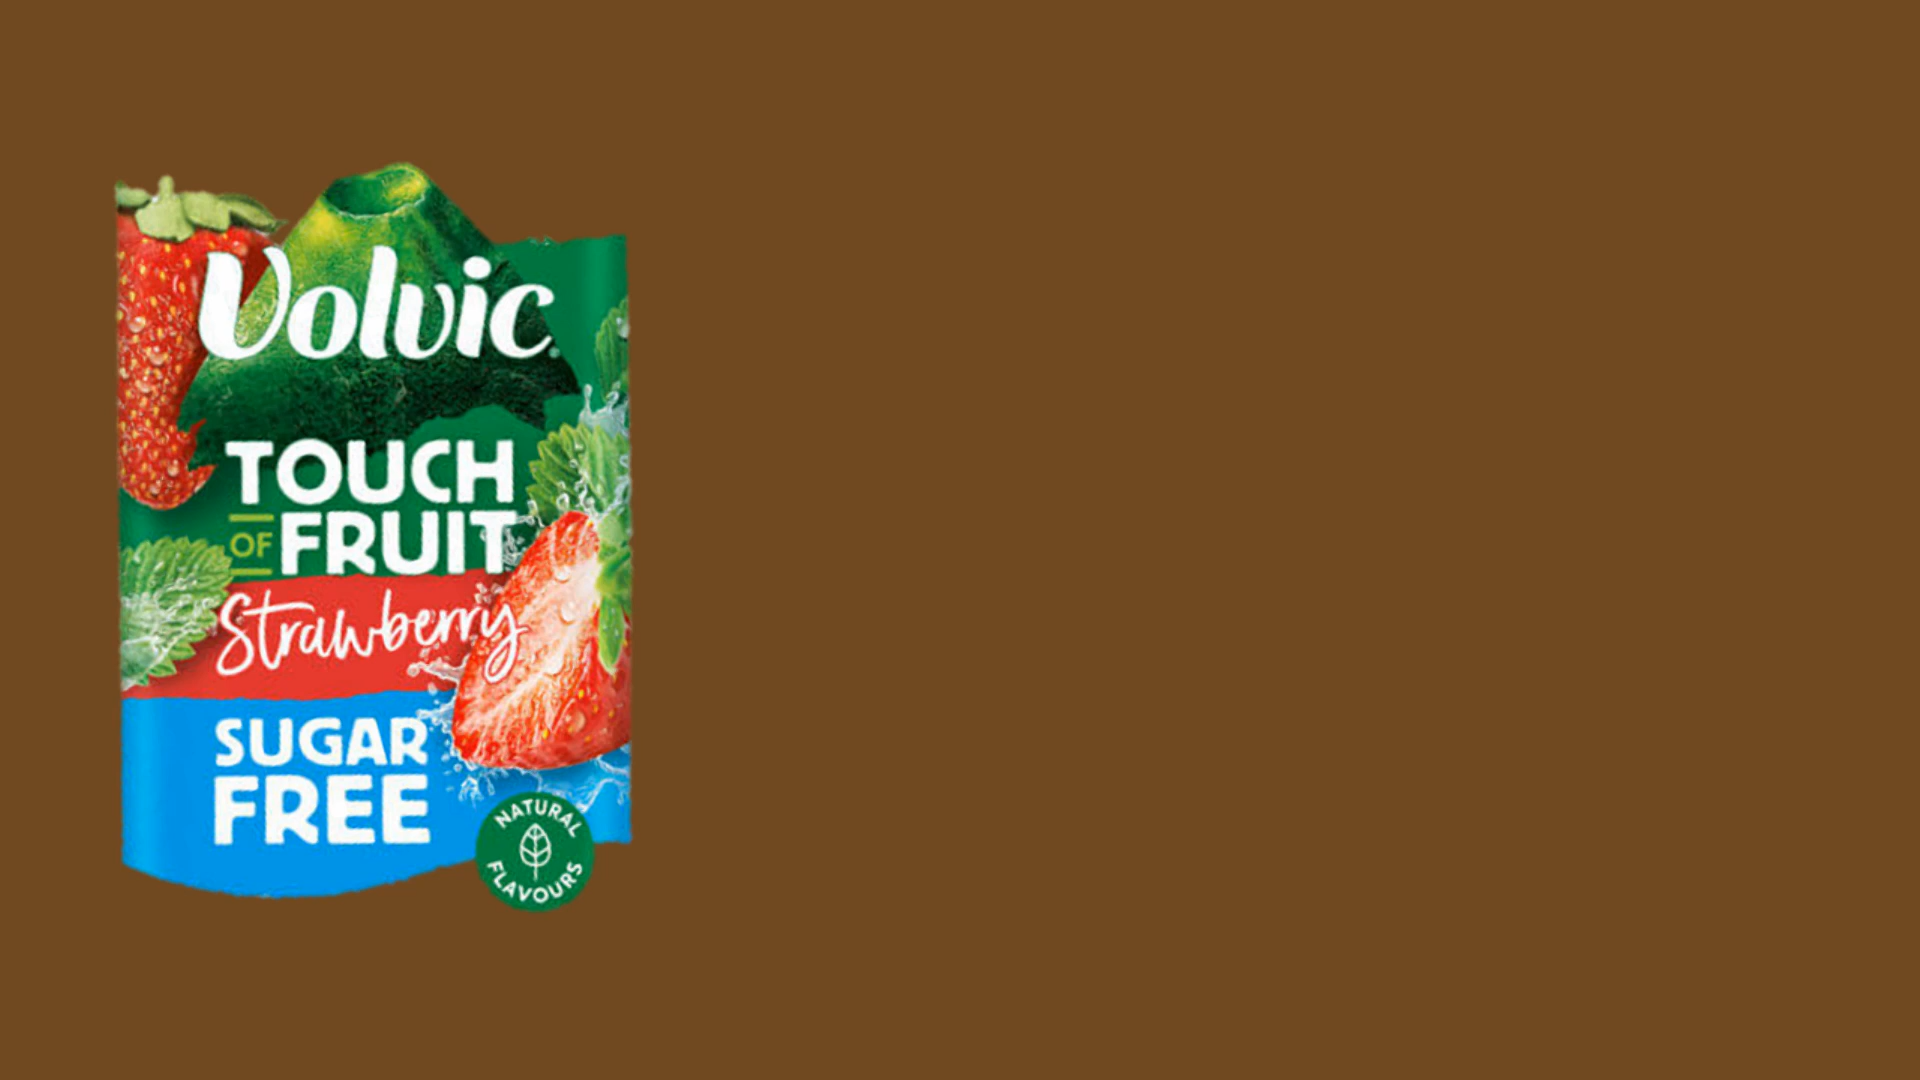 Volvic
TOUCH
OF FRUIT
Strawberry
SUGAR
FREE
NATURAL
FLAVOURS